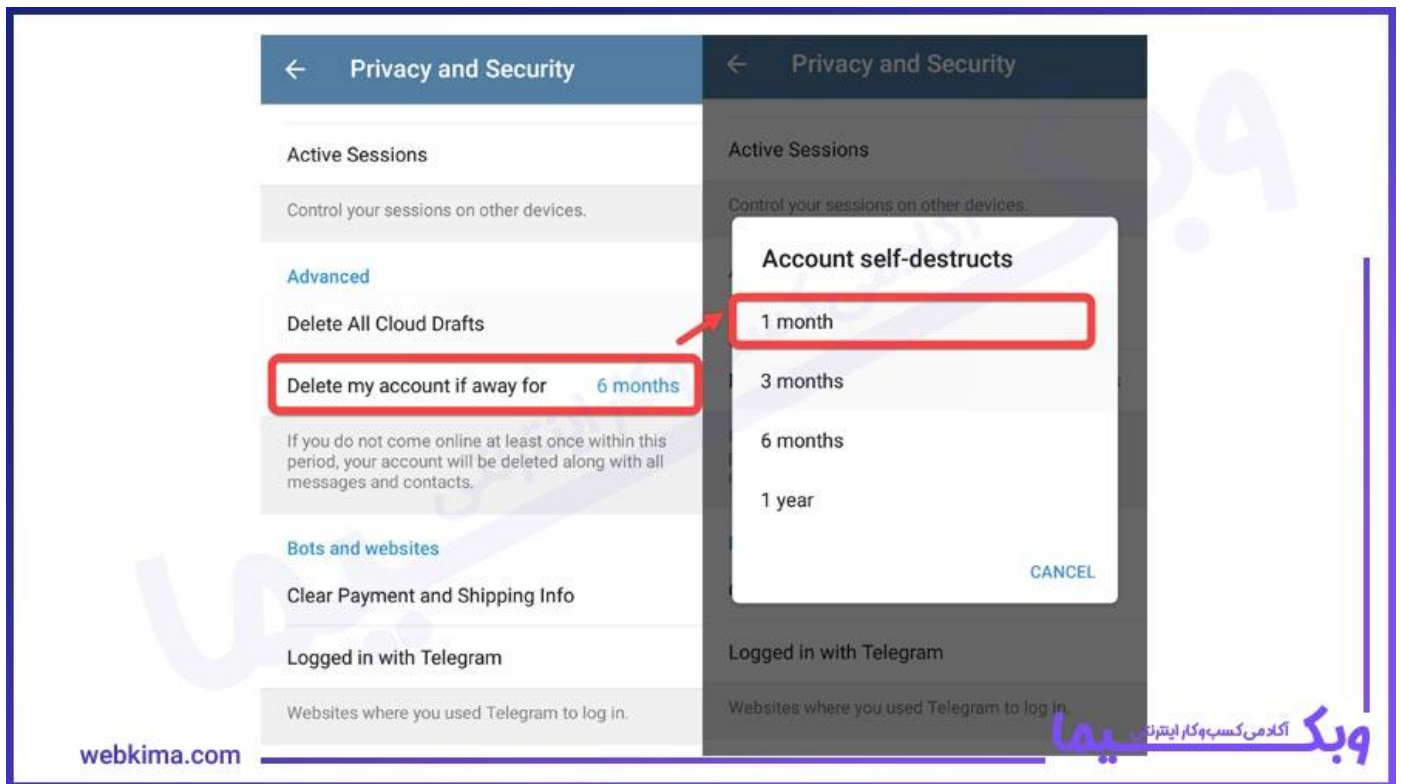 Privacy and Security
Active Sessions
Control your sessions on other devices.
Advanced
Delete All Cloud Drafts
Delete my account if away for 6 months
If you do not come online at least once within this
period, your account will be deleted along with all
messages and contacts.
Bots and websites
Clear Payment and Shipping Info
Logged in with Telegram
Websites where you used Telegram to log in.
Privacy and Security
Active Sessions
Control your sessions on other devices.
Account self-destructs
1 month
3 months
6 months
1 year
CANCEL
Logged in with Telegram
Websites where you used Telegram to log in.
webkima.com
وبکیما
آکادمی کسب‌وکار اینترنتی